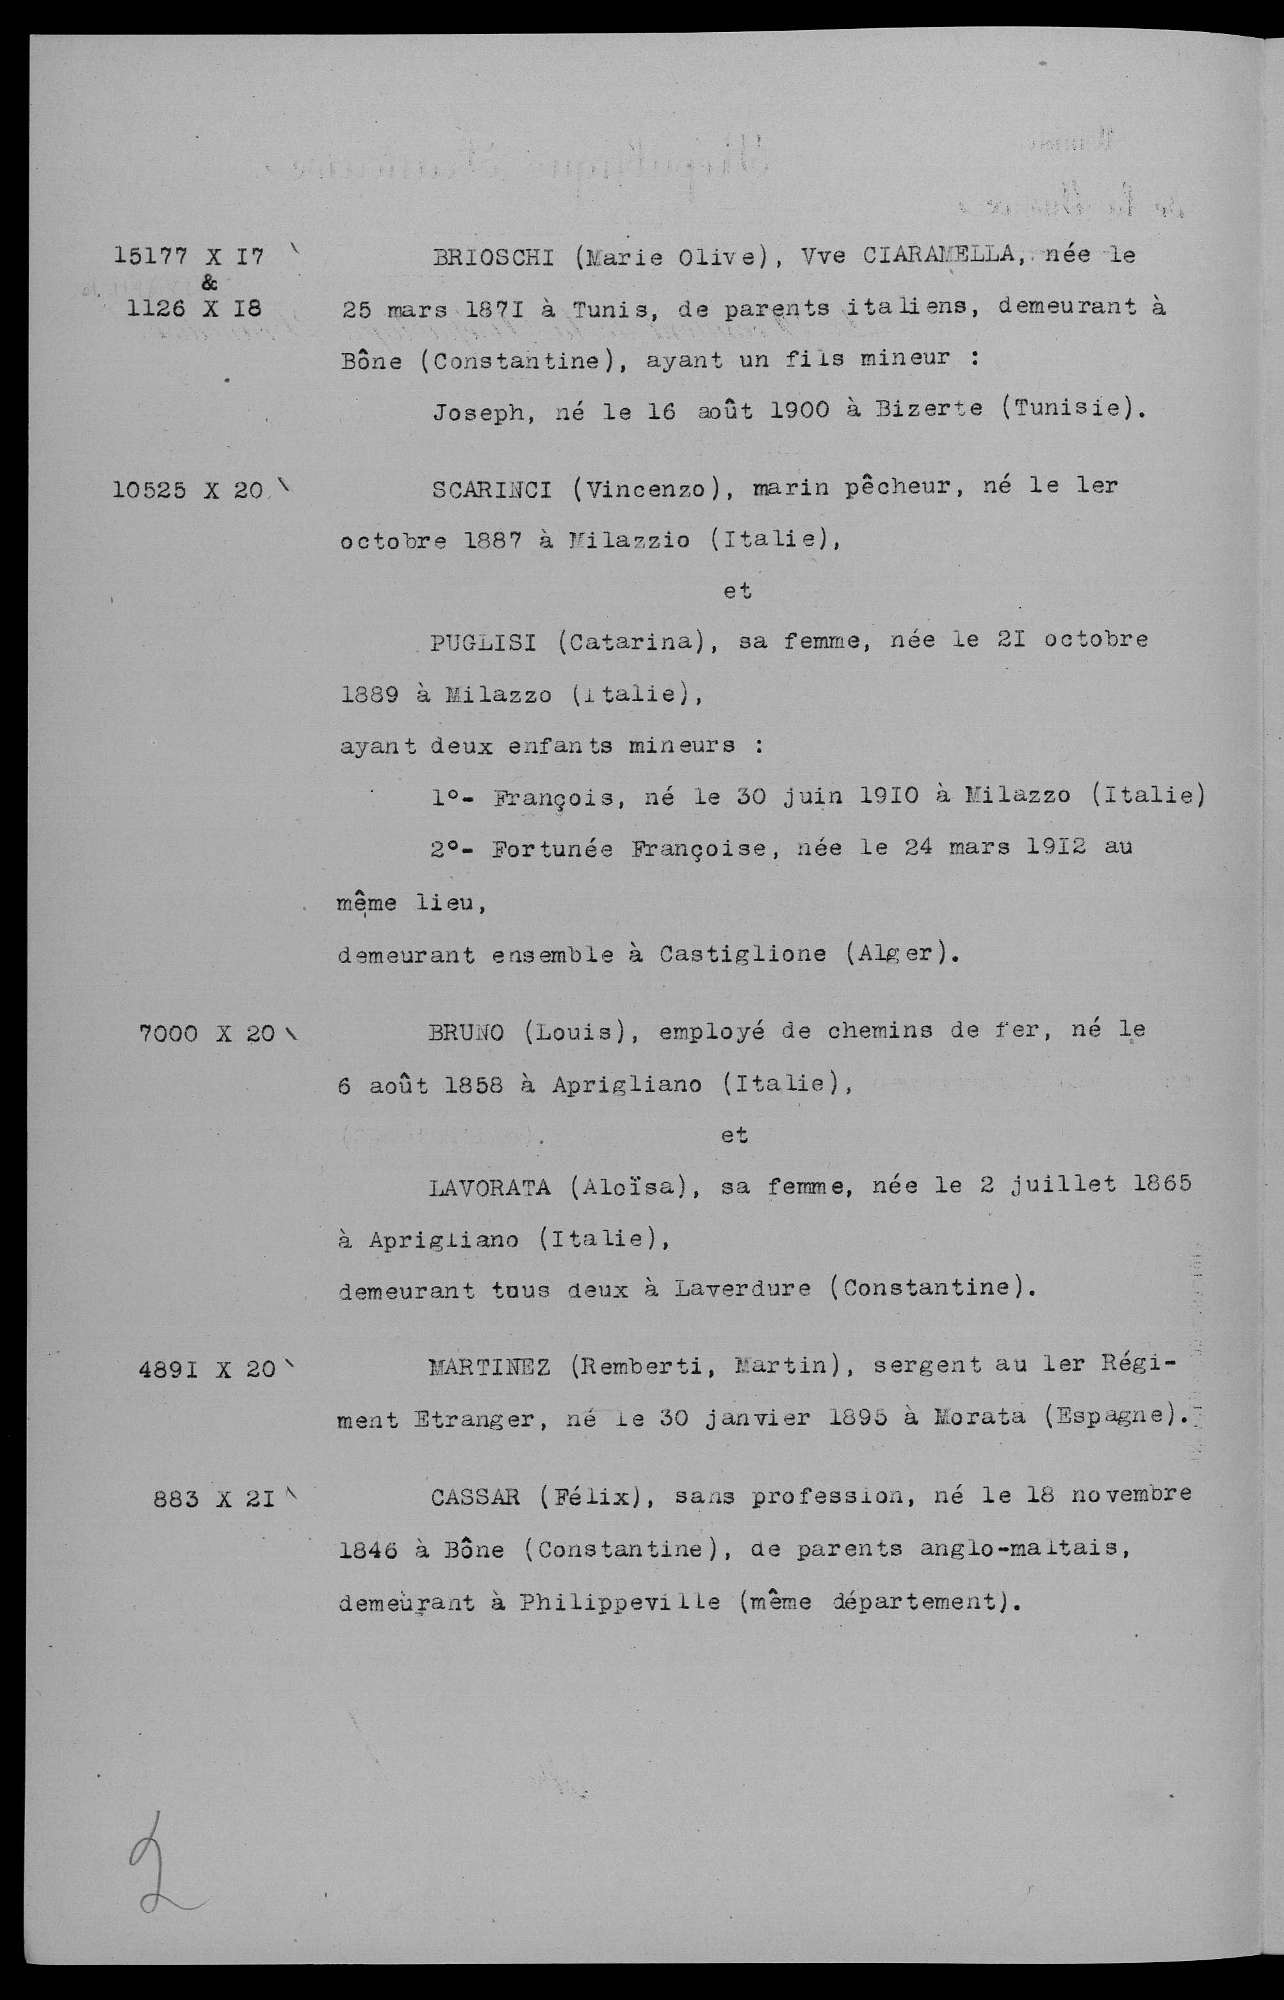 15177 X I7 \ BRIOSCHI (Marie Olive), Vve CIARAMELLA, née le
&
1126 X I8 25 mars 187I à Tunis, de parents italiens, demeurant à
Bône (Constantine), ayant un fils mineur :
Joseph, né le 16 août 1900 à Bizerte (Tunisie).
10525 X 20 \ SCARINCI (Vincenzo), marin pêcheur, né le 1er
octobre 1887 à Milazzio (Italie),
et
PUGLISI (Catarina), sa femme, née le 2I octobre
1889 à Milazzo (Italie),
ayant deux enfants mineurs :
1°- François, né le 30 juin 19IO à Milazzo (Italie)
2°- Fortunée Françoise, née le 24 mars 19I2 au
même lieu,
demeurant ensemble à Castiglione (Alger).
7000 X 20 \ BRUNO (Louis), employé de chemins de fer, né le
6 août 1858 à Aprigliano (Italie),
et
LAVORATA (Aloïsa), sa femme, née le 2 juillet 1865
à Aprigliano (Italie),
demeurant tous deux à Laverdure (Constantine).
489I X 20 \ MARTINEZ (Remberti, Martin), sergent au 1er Régi-
ment Etranger, né le 30 janvier 1895 à Morata (Espagne).
883 X 2I \ CASSAR (Félix), sans profession, né le 18 novembre
1846 à Bône (Constantine), de parents anglo-maltais,
demeurant à Philippeville (même département).
2